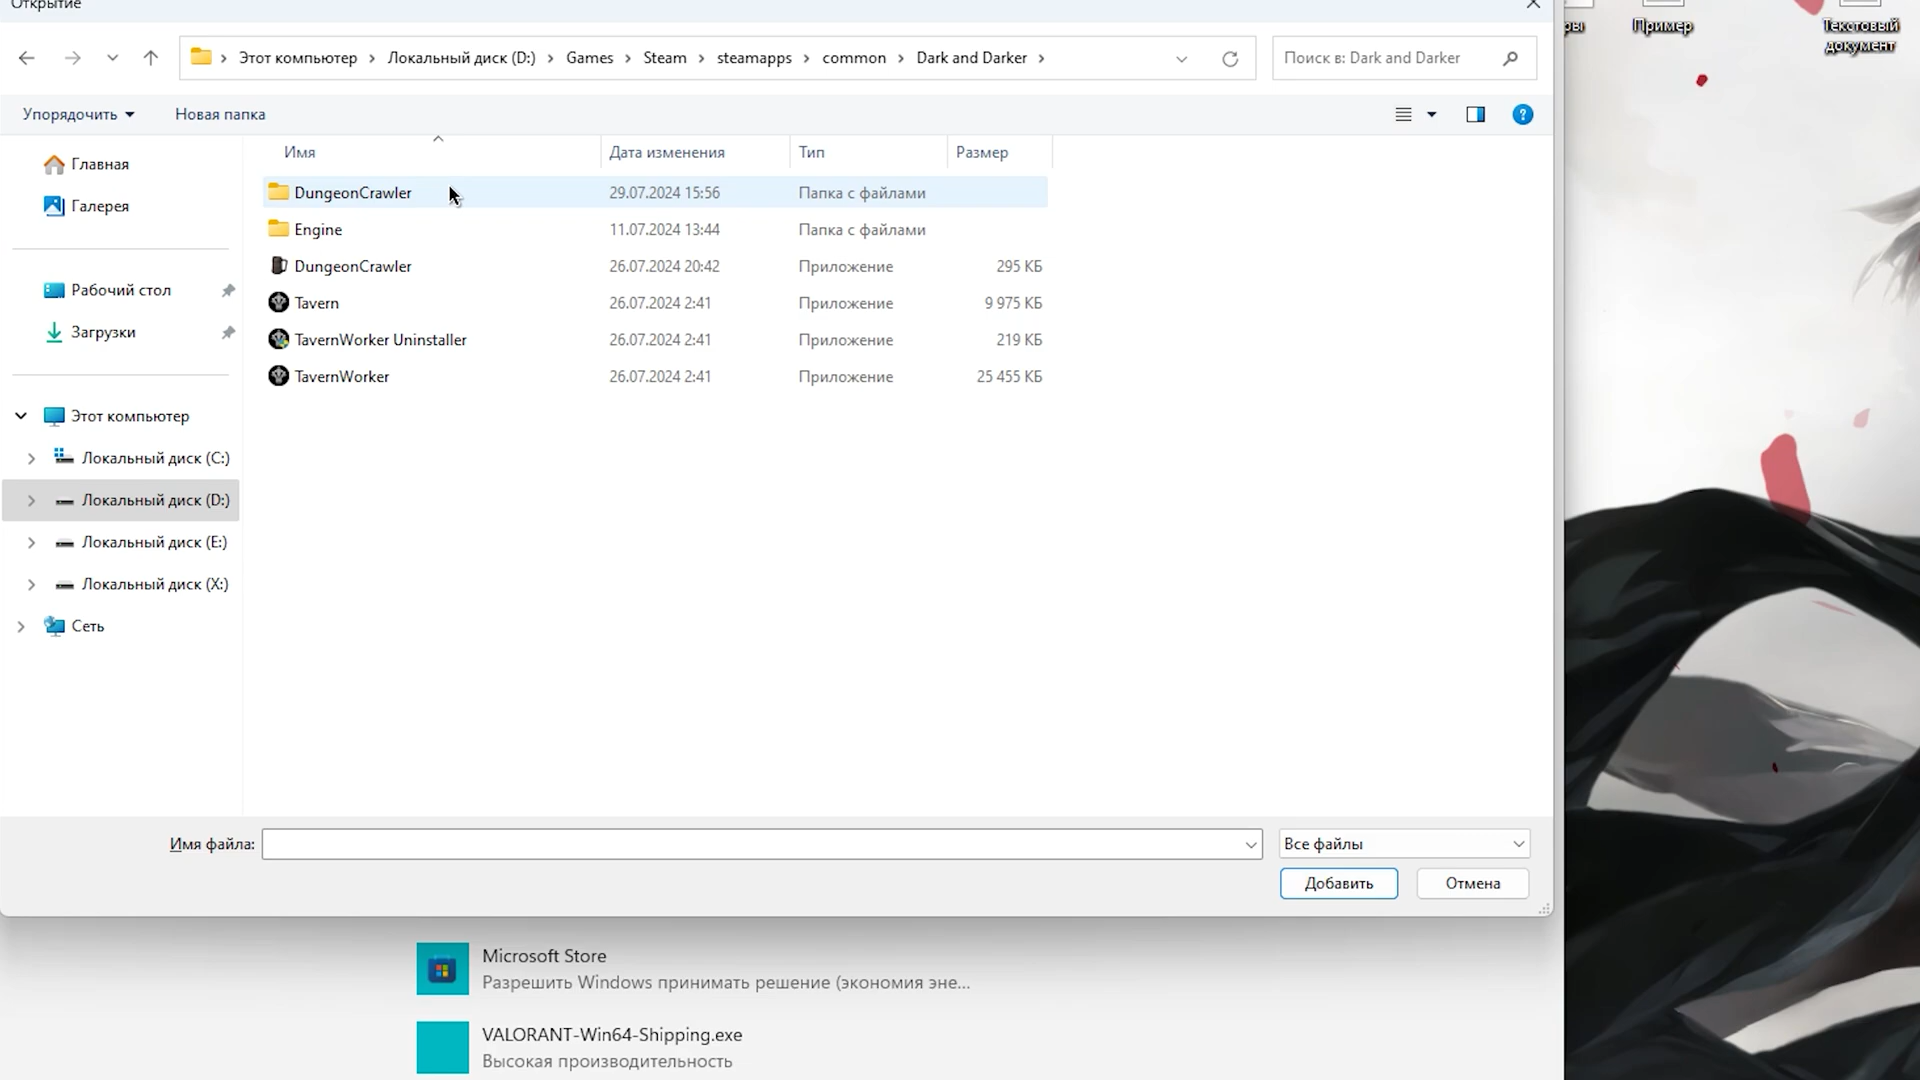 Открытие
Этот компьютер > Локальный диск (D:) > Games > Steam > steamapps > common > Dark and Darker >
Поиск в: Dark and Darker
Упорядочить
Новая папка
Имя
Дата изменения
Тип
Размер
Главная
Галерея
Рабочий стол
Загрузки
Этот компьютер
Локальный диск (C:)
Локальный диск (D:)
Локальный диск (E:)
Локальный диск (X:)
Сеть
DungeonCrawler 29.07.2024 15:56 Папка с файлами
Engine 11.07.2024 13:44 Папка с файлами
DungeonCrawler 26.07.2024 20:42 Приложение 295 КБ
Tavern 26.07.2024 2:41 Приложение 9 975 КБ
TavernWorker Uninstaller 26.07.2024 2:41 Приложение 219 КБ
TavernWorker 26.07.2024 2:41 Приложение 25 455 КБ
Имя файла:
Все файлы
Добавить
Отмена
Microsoft Store
Разрешить Windows принимать решение (экономия эне...
VALORANT-Win64-Shipping.exe
Высокая производительность
ры
Пример
Текстовый
документ